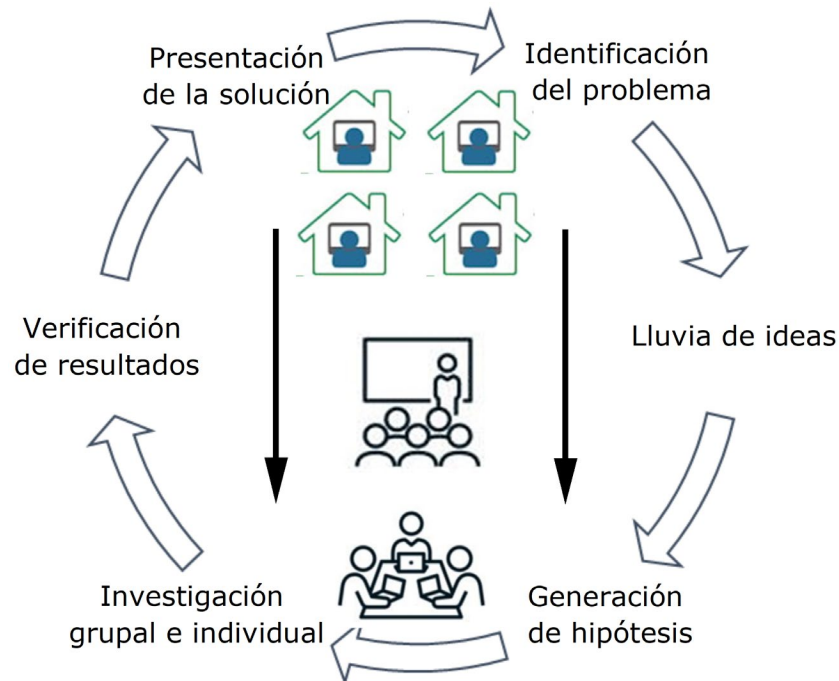 Presentación
de la solución
Identificación
del problema
Lluvia de ideas
Generación
de hipótesis
Investigación
grupal e individual
Verificación
de resultados